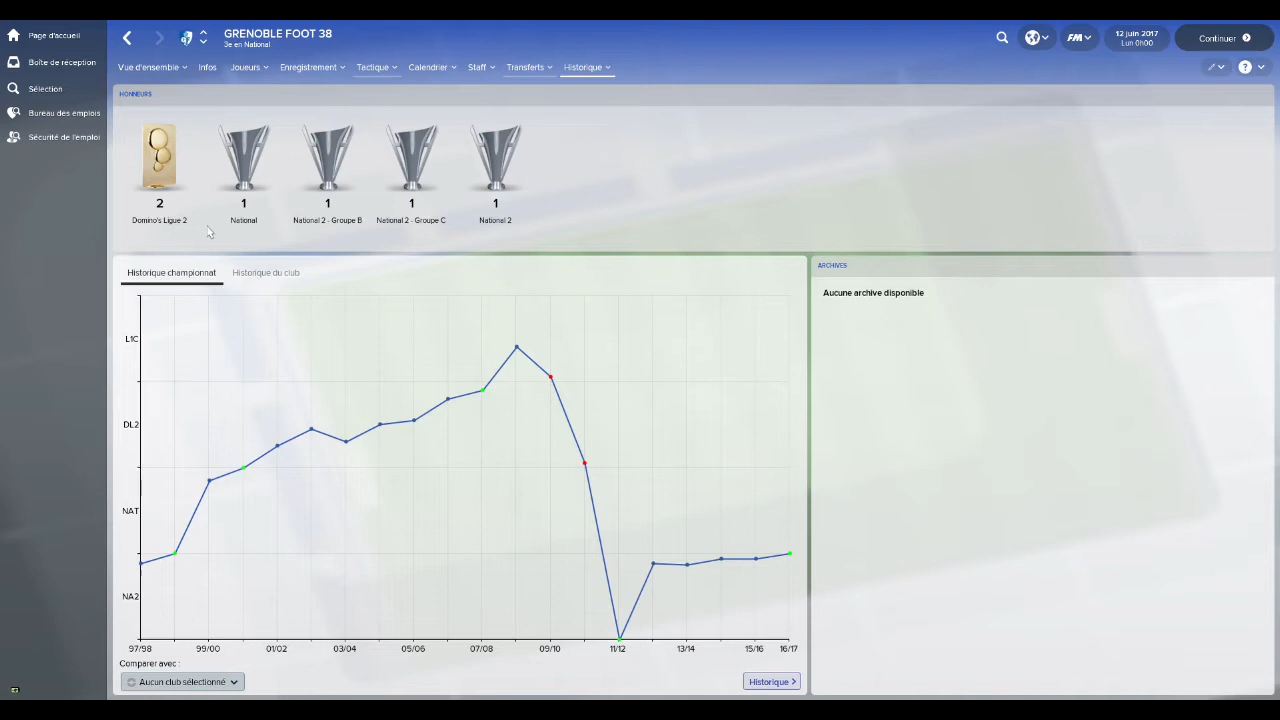 Page d'accueil
Boîte de réception
Sélection
Bureau des emplois
Sécurité de l'emploi
GRENOBLE FOOT 38
3e en National
FM
12 juin 2017
Lun 0h00
Continuer
Vue d'ensemble
Infos
Joueurs
Enregistrement
Tactique
Calendrier
Staff
Transferts
Historique
?
HONNEURS
2
1
1
1
1
Domino's Ligue 2
National
National 2 - Groupe B
National 2 - Groupe C
National 2
Historique championnat
Historique du club
L1C
DL2
NAT
NA2
97/98
99/00
01/02
03/04
05/06
07/08
09/10
11/12
13/14
15/16
16/17
Comparer avec :
Aucun club sélectionné
Historique >
ARCHIVES
Aucune archive disponible